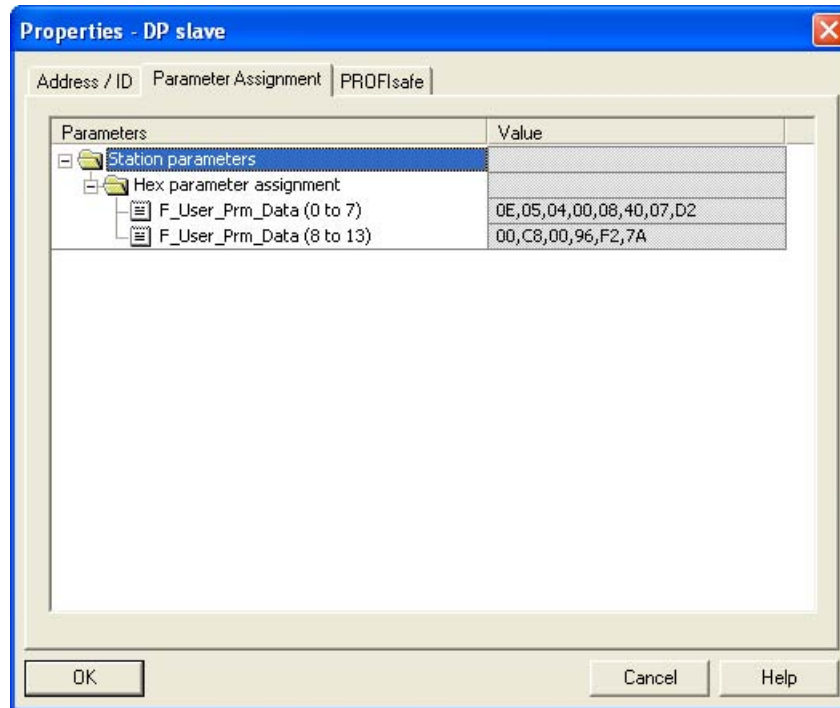 Properties - DP slave
Address / ID Parameter Assignment PROFIsafe
Parameters Value
Station parameters
Hex parameter assignment
F_User_Prm_Data (0 to 7) 0E,05,04,00,08,40,07,D2
F_User_Prm_Data (8 to 13) 00,C8,00,96,F2,7A
OK Cancel Help